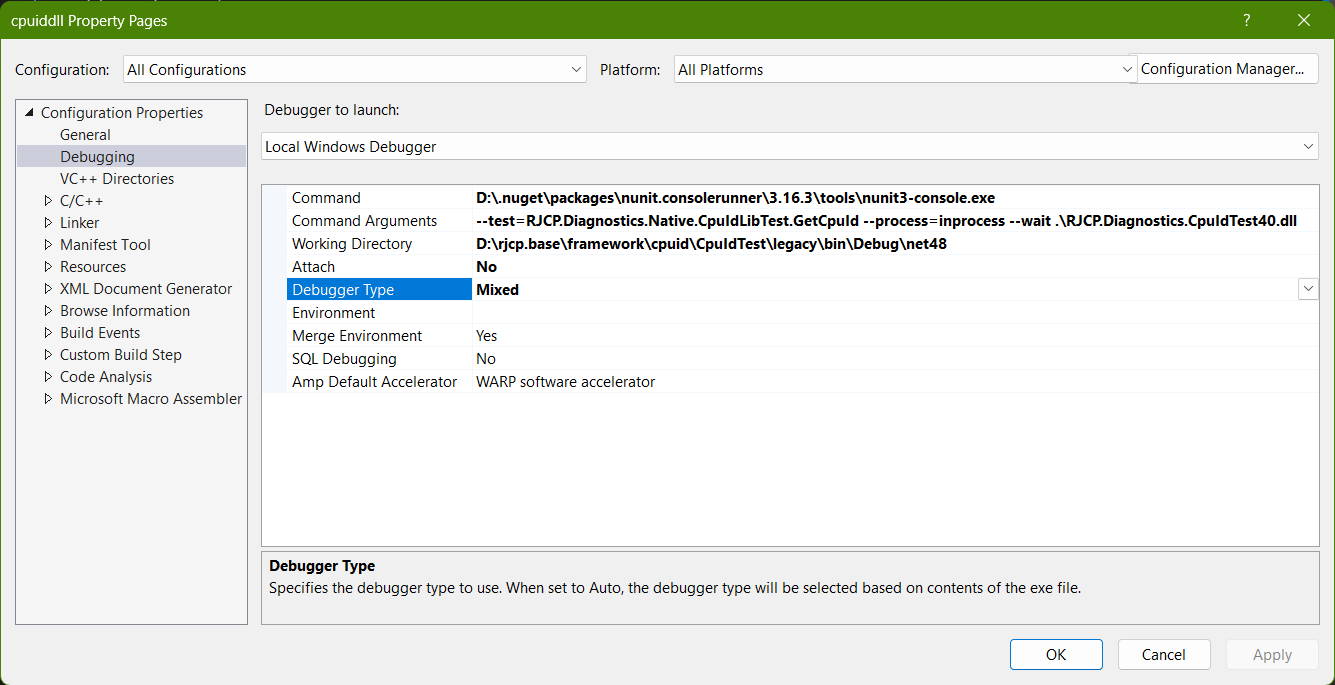 cpuiddll Property Pages
?
Configuration: All Configurations Platform: All Platforms Configuration Manager...
Configuration Properties
General
Debugging
VC++ Directories
C/C++
Linker
Manifest Tool
Resources
XML Document Generator
Browse Information
Build Events
Custom Build Step
Code Analysis
Microsoft Macro Assembler
Debugger to launch:
Local Windows Debugger
Command D:\.nuget\packages\nunit.consolerunner\3.16.3\tools\nunit3-console.exe
Command Arguments --test=RJCP.Diagnostics.Native.CpuIdLibTest.GetCpuId --process=inprocess --wait .\RJCP.Diagnostics.CpuIdTest40.dll
Working Directory D:\rjcp.base\framework\cpuid\CpuIdTest\legacy\bin\Debug\net48
Attach No
Debugger Type Mixed
Environment
Merge Environment Yes
SQL Debugging No
Amp Default Accelerator WARP software accelerator
Debugger Type
Specifies the debugger type to use. When set to Auto, the debugger type will be selected based on contents of the exe file.
OK Cancel Apply